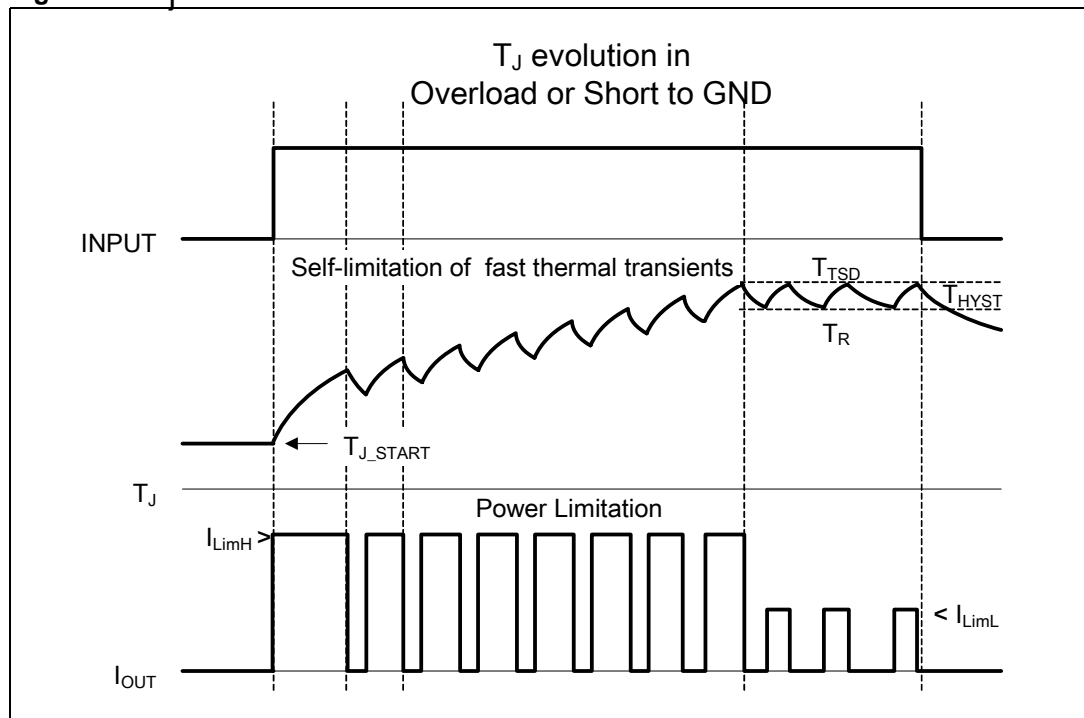 T_J evolution in
Overload or Short to GND
INPUT
Self-limitation of fast thermal transients
T_TSD
T_HYST
T_R
T_J_START
T_J
Power Limitation
I_LimH >
< I_LimL
I_OUT